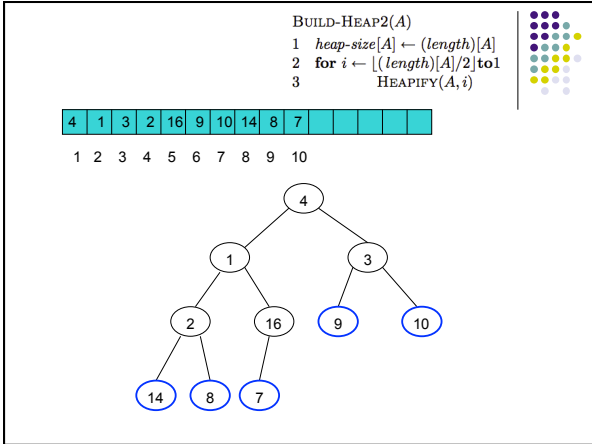 BUILD-HEAP2(A)
1 heap-size[A] ← (length)[A]
2 for i ← ⌊(length)[A]/2⌋to1
3 HEAPIFY(A, i)
4 1 3 2 16 9 10 14 8 7
1 2 3 4 5 6 7 8 9 10
4
1 3
2 16 9 10
14 8 7